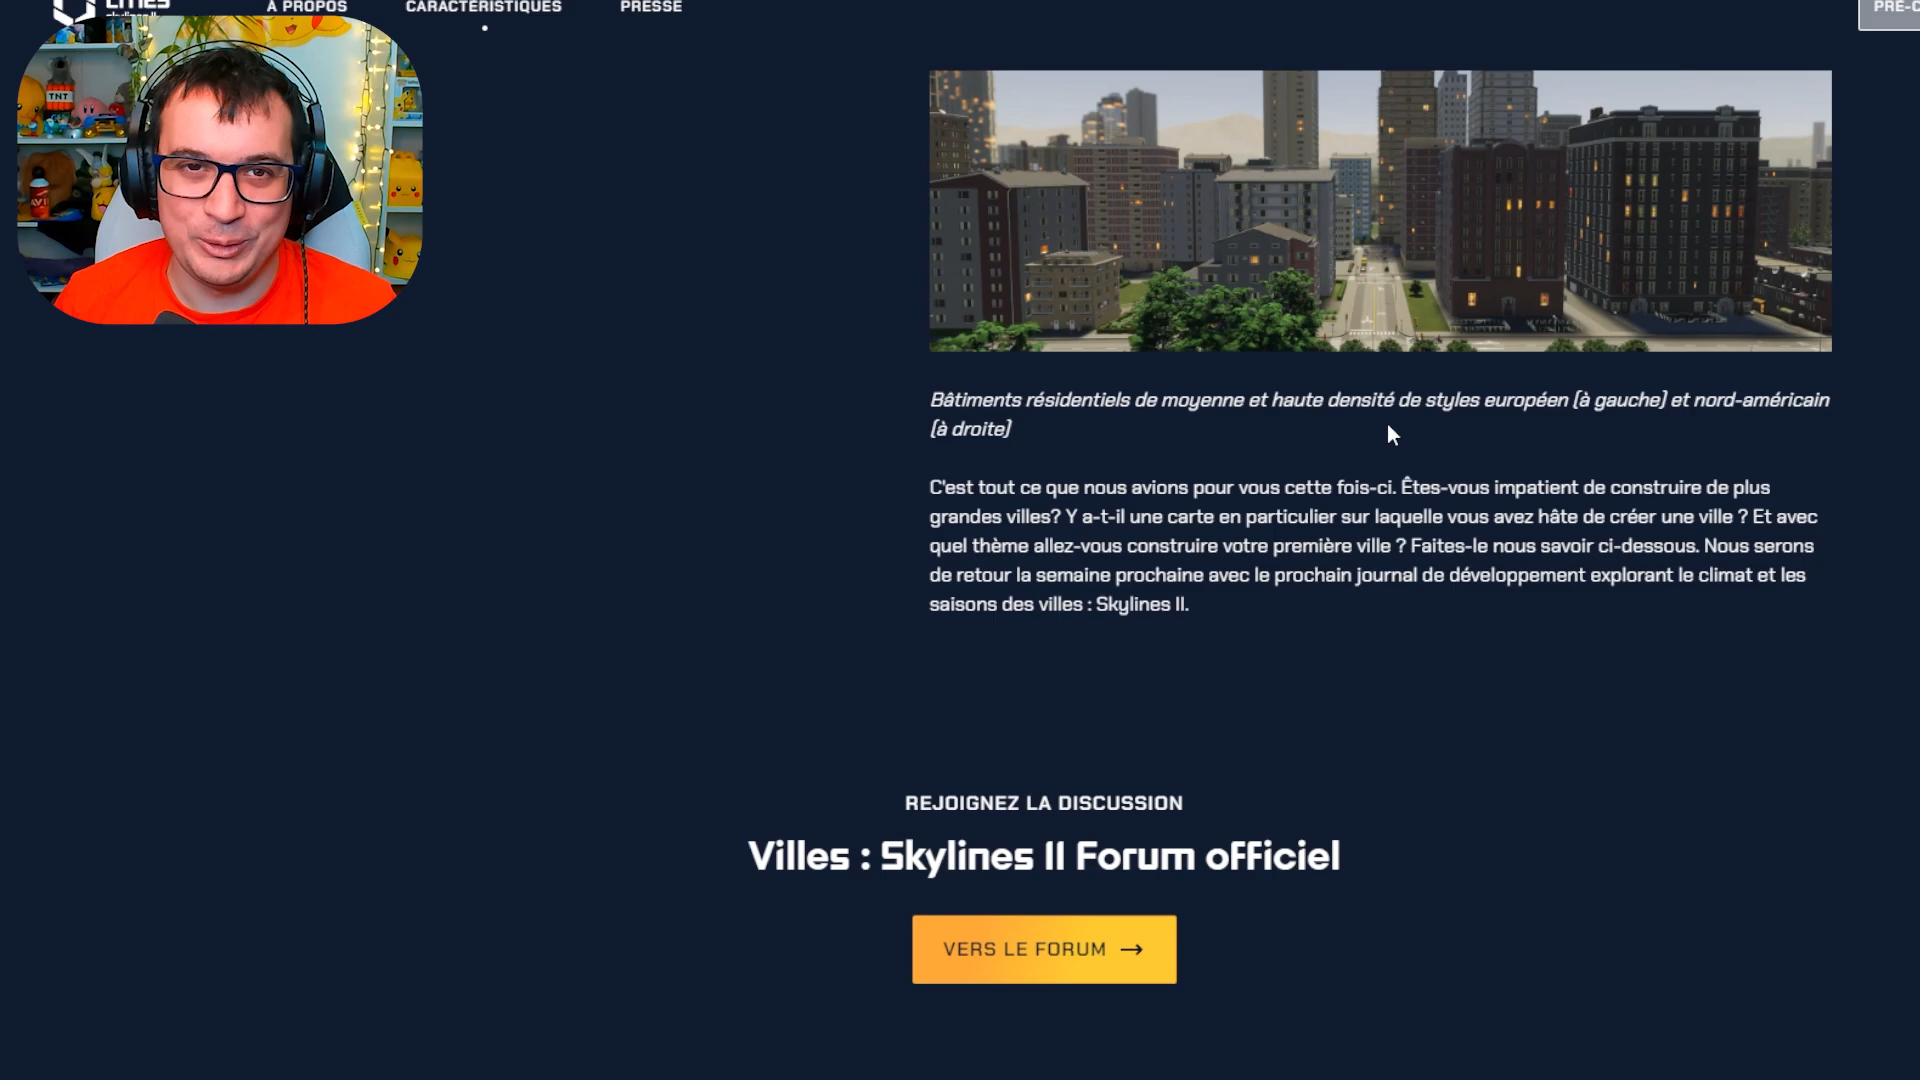 CITIES
À PROPOS
CARACTÉRISTIQUES
PRESSE
PRÉ-C
TNT
Bâtiments résidentiels de moyenne et haute densité de styles européen (à gauche) et nord-américain
(à droite)
C'est tout ce que nous avions pour vous cette fois-ci. Êtes-vous impatient de construire de plus
grandes villes? Y a-t-il une carte en particulier sur laquelle vous avez hâte de créer une ville ? Et avec
quel thème allez-vous construire votre première ville ? Faites-le nous savoir ci-dessous. Nous serons
de retour la semaine prochaine avec le prochain journal de développement explorant le climat et les
saisons des villes : Skylines II.
REJOIGNEZ LA DISCUSSION
Villes : Skylines II Forum officiel
VERS LE FORUM →